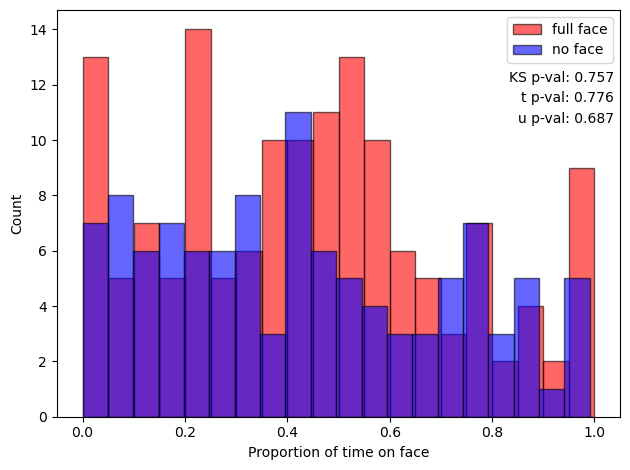 full face
no face
KS p-val: 0.757
t p-val: 0.776
u p-val: 0.687
14
12
10
8
6
4
2
0
Count
0.0 0.2 0.4 0.6 0.8 1.0
Proportion of time on face